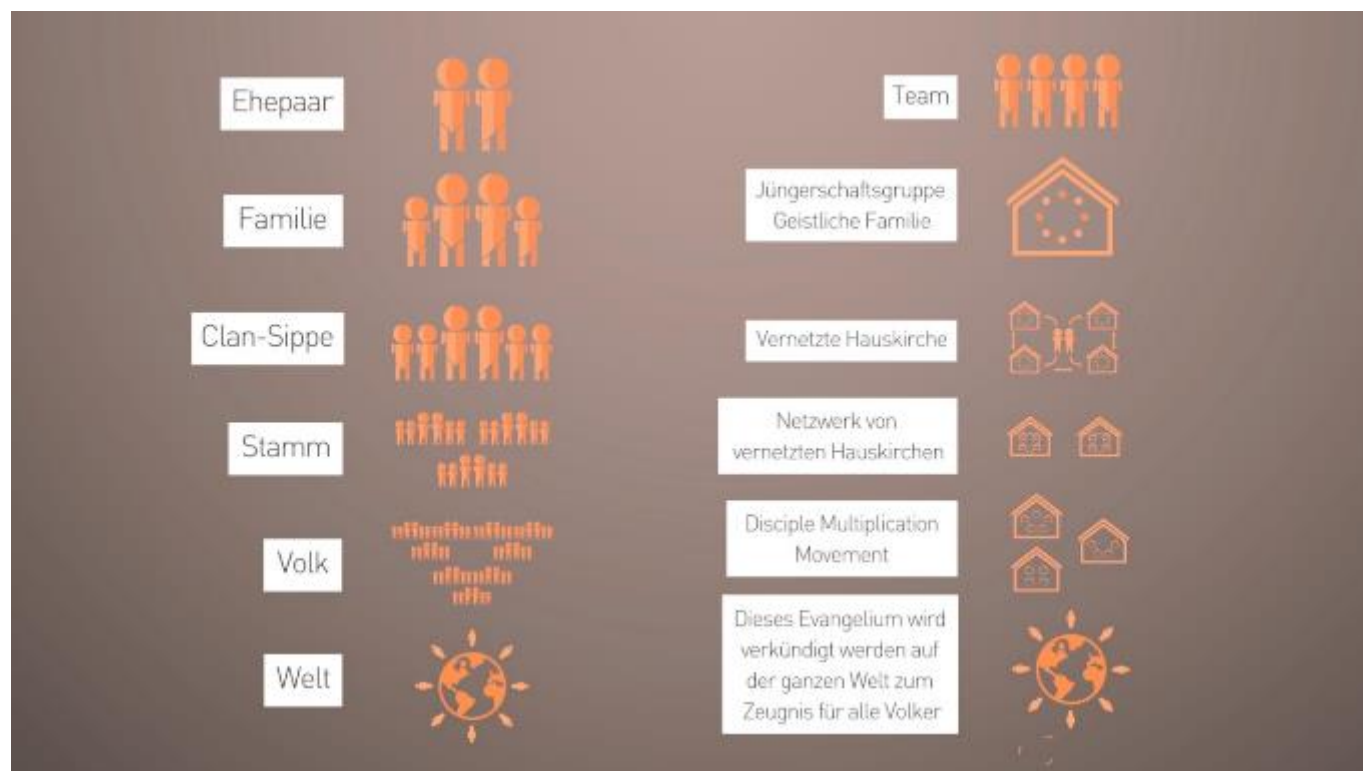 Ehepaar
Familie
Clan-Sippe
Stamm
Volk
Welt
Team
Jüngerschaftsgruppe
Geistliche Familie
Vernetzte Hauskirche
Netzwerk von
vernetzten Hauskirchen
Disciple Multiplication
Movement
Dieses Evangelium wird
verkündigt werden auf
der ganzen Welt zum
Zeugnis für alle Volker